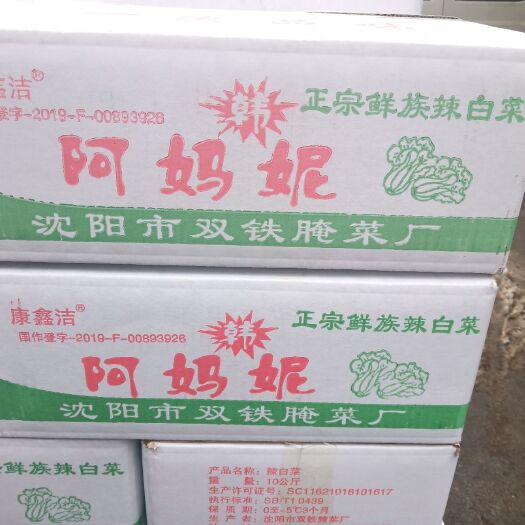 鑫洁®
登字-2019-F-00893926
韩
正宗鲜族辣白菜
阿妈妮
沈阳市双铁腌菜厂
康鑫洁®
国作登字-2019-F-00893926
韩
正宗鲜族辣白菜
阿妈妮
沈阳市双铁腌菜厂
鲜族辣白菜
产品名称：辣白菜
重 量：10公斤
生产许可证号：SC11621018101617
执行标准：SB/T10439
保 质 期：0至-5℃3个月
生 产 者：沈阳市双铁腌菜厂